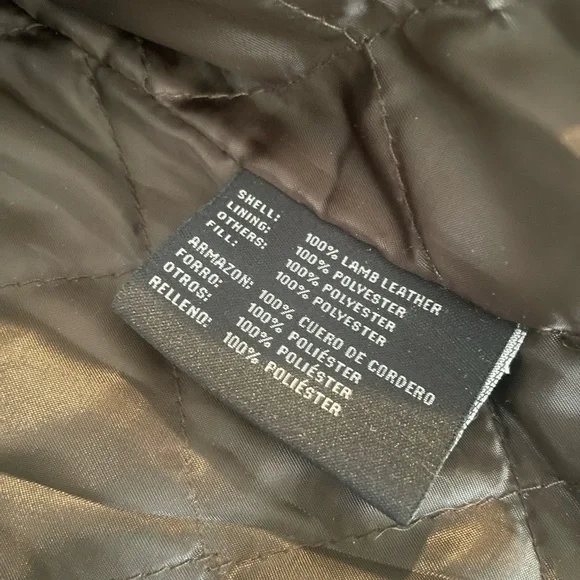 SHELL: 100% LAMB LEATHER
LINING: 100% POLYESTER
OTHERS: 100% POLYESTER
FILL: 100% POLYESTER
ARMAZON: 100% CUERO DE CORDERO
FORRO: 100% POLIÉSTER
OTROS: 100% POLIÉSTER
RELLENO: 100% POLIÉSTER